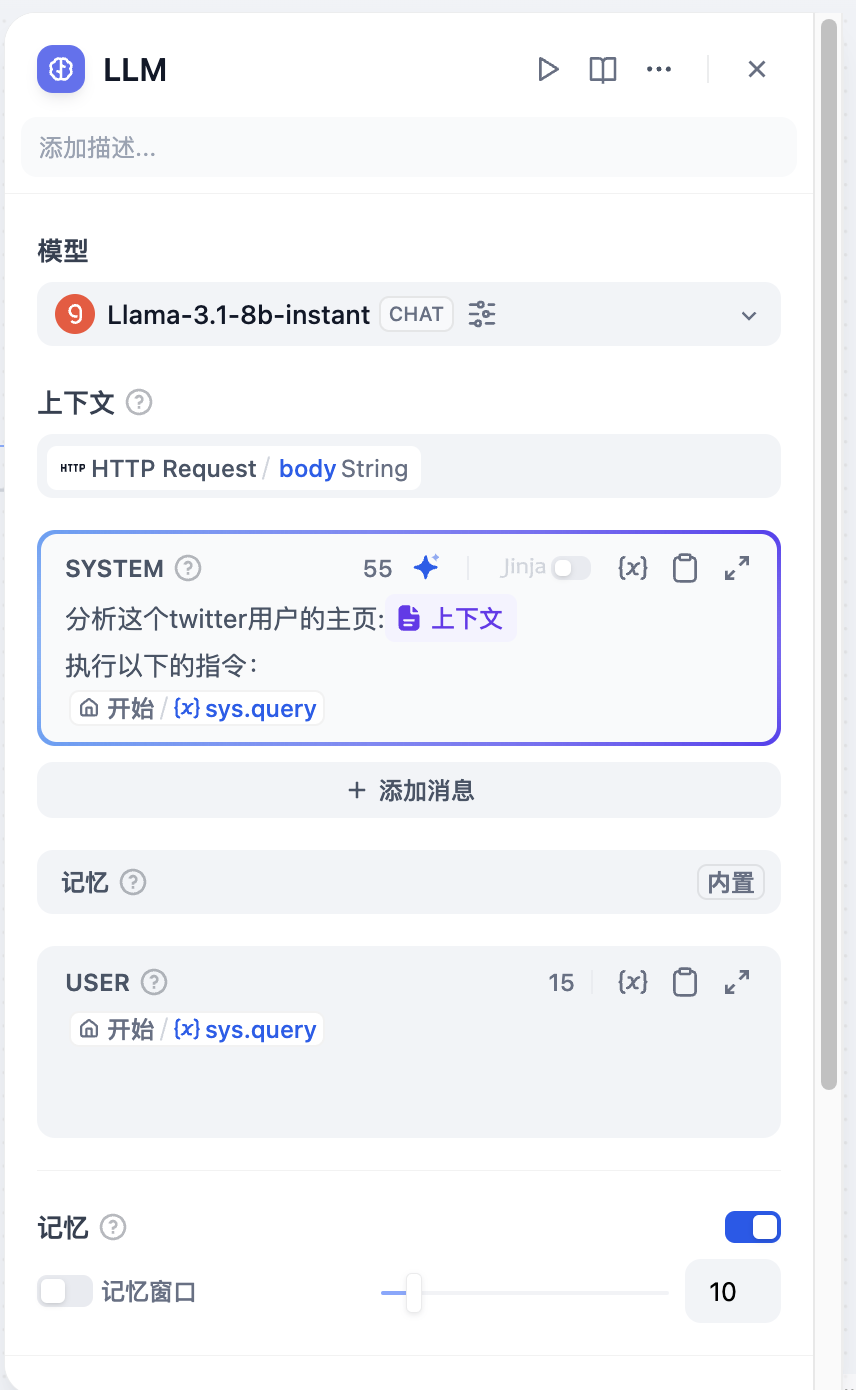 LLM
添加描述...
模型
Llama-3.1-8b-instant CHAT
上下文 ?
HTTP HTTP Request / body String
SYSTEM ? 55 Jinja {x}
分析这个twitter用户的主页: 上下文
执行以下的指令：
开始 / {x} sys.query
+ 添加消息
记忆 ? 内置
USER ? 15 {x}
开始 / {x} sys.query
记忆 ?
记忆窗口 10